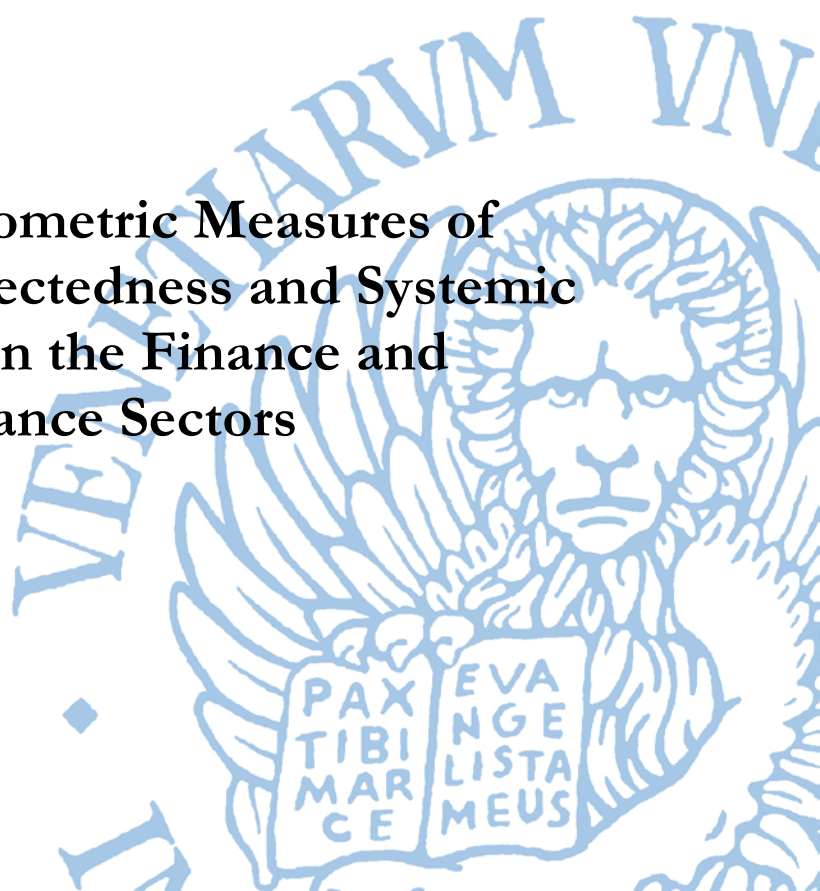 VENETIARVM VNI
ometric Measures of
ectedness and Systemic
n the Finance and
ance Sectors
PAX
TIBI
MAR
CE
EVA
NGE
LISTA
MEUS